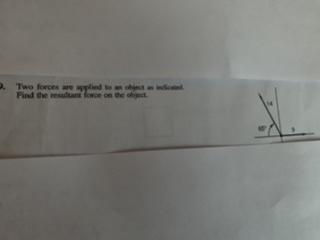 9. Two forces are applied to an object as indicated.
Find the resultant force on the object.
14
65°
9